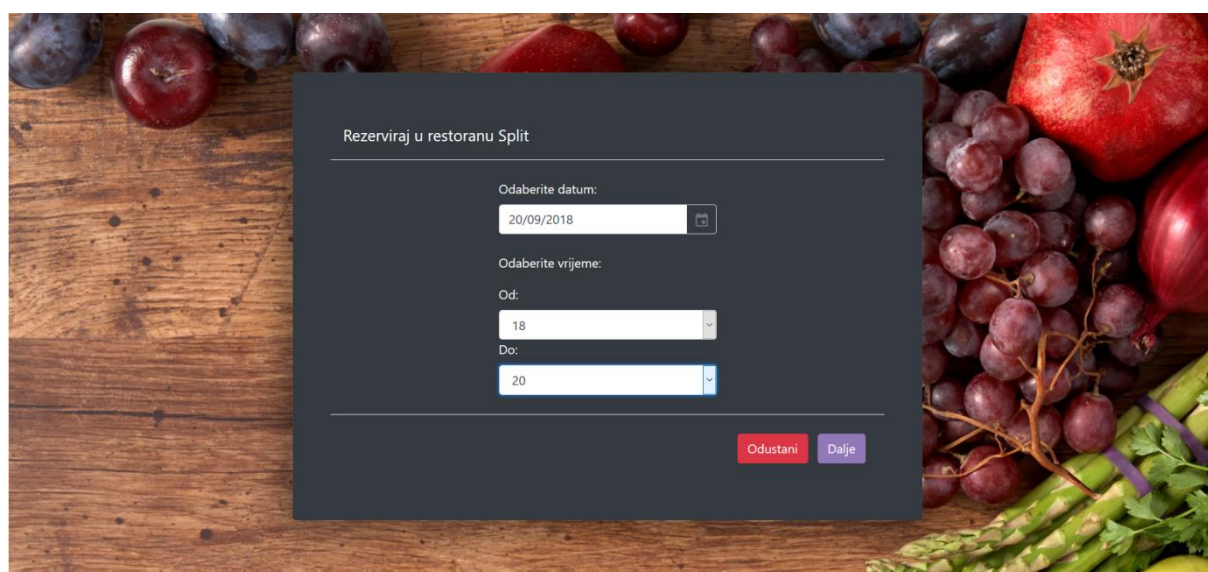 Rezerviraj u restoranu Split
Odaberite datum:
20/09/2018
Odaberite vrijeme:
Od:
18
Do:
20
Odustani Dalje